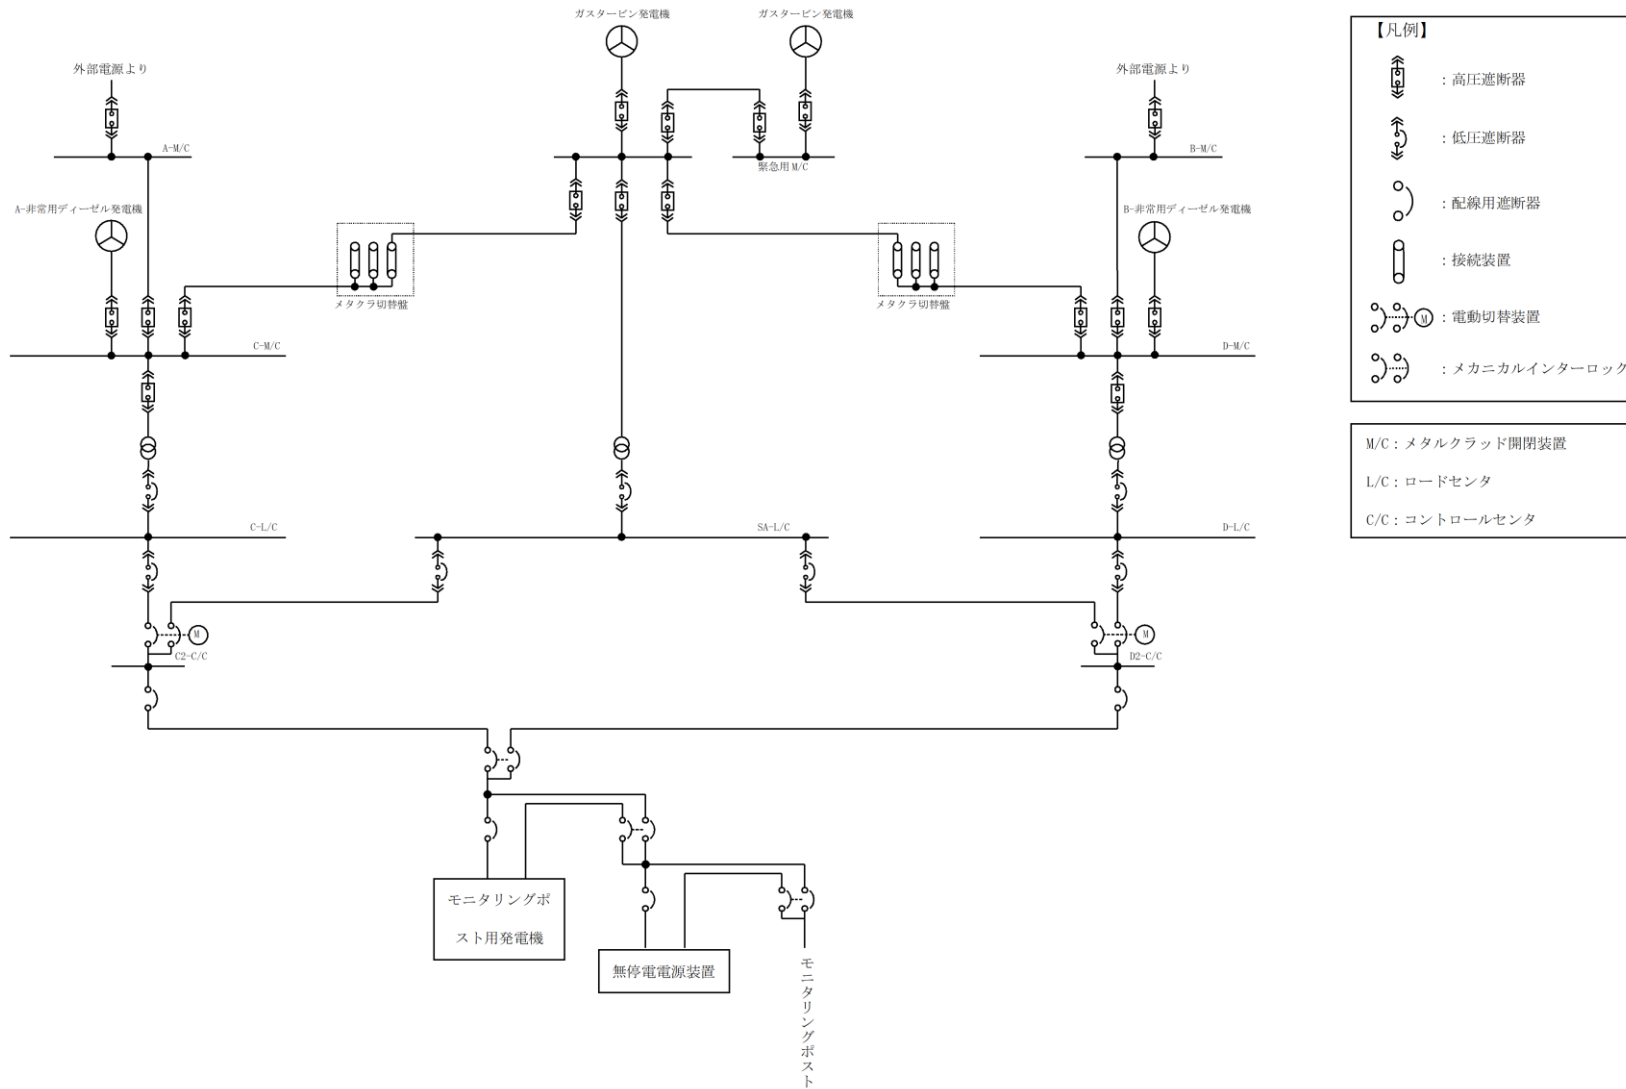 ガスタービン発電機
ガスタービン発電機
外部電源より
外部電源より
A-M/C
緊急用M/C
B-M/C
A-非常用ディーゼル発電機
B-非常用ディーゼル発電機
メタクラ切替盤
メタクラ切替盤
C-M/C
D-M/C
C-L/C
SA-L/C
D-L/C
M
C2-C/C
M
D2-C/C
モニタリングポ
スト用発電機
無停電電源装置
モニタリングポスト
【凡例】
:高圧遮断器
:低圧遮断器
:配線用遮断器
:接続装置
M
:電動切替装置
:メカニカルインターロック
M/C:メタルクラッド開閉装置
L/C:ロードセンタ
C/C:コントロールセンタ